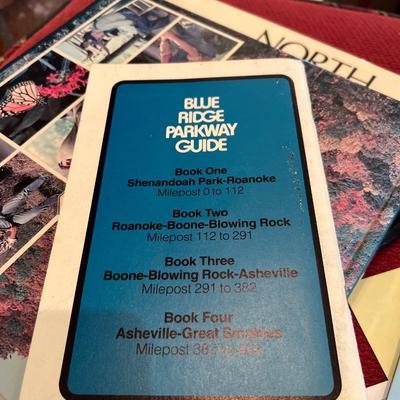 NORTH
BLUE
RIDGE
PARKWAY
GUIDE
Book One
Shenandoah Park-Roanoke
Milepost 0 to 112
Book Two
Roanoke-Boone-Blowing Rock
Milepost 112 to 291
Book Three
Boone-Blowing Rock-Asheville
Milepost 291 to 382
Book Four
Asheville-Great Smokies
Milepost 382 to